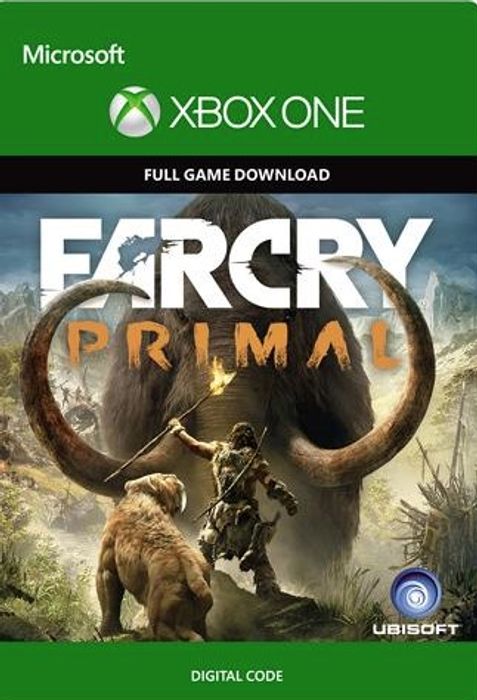 Microsoft
XBOX ONE
FULL GAME DOWNLOAD
FARCRY
PRIMAL
UBISOFT
DIGITAL CODE